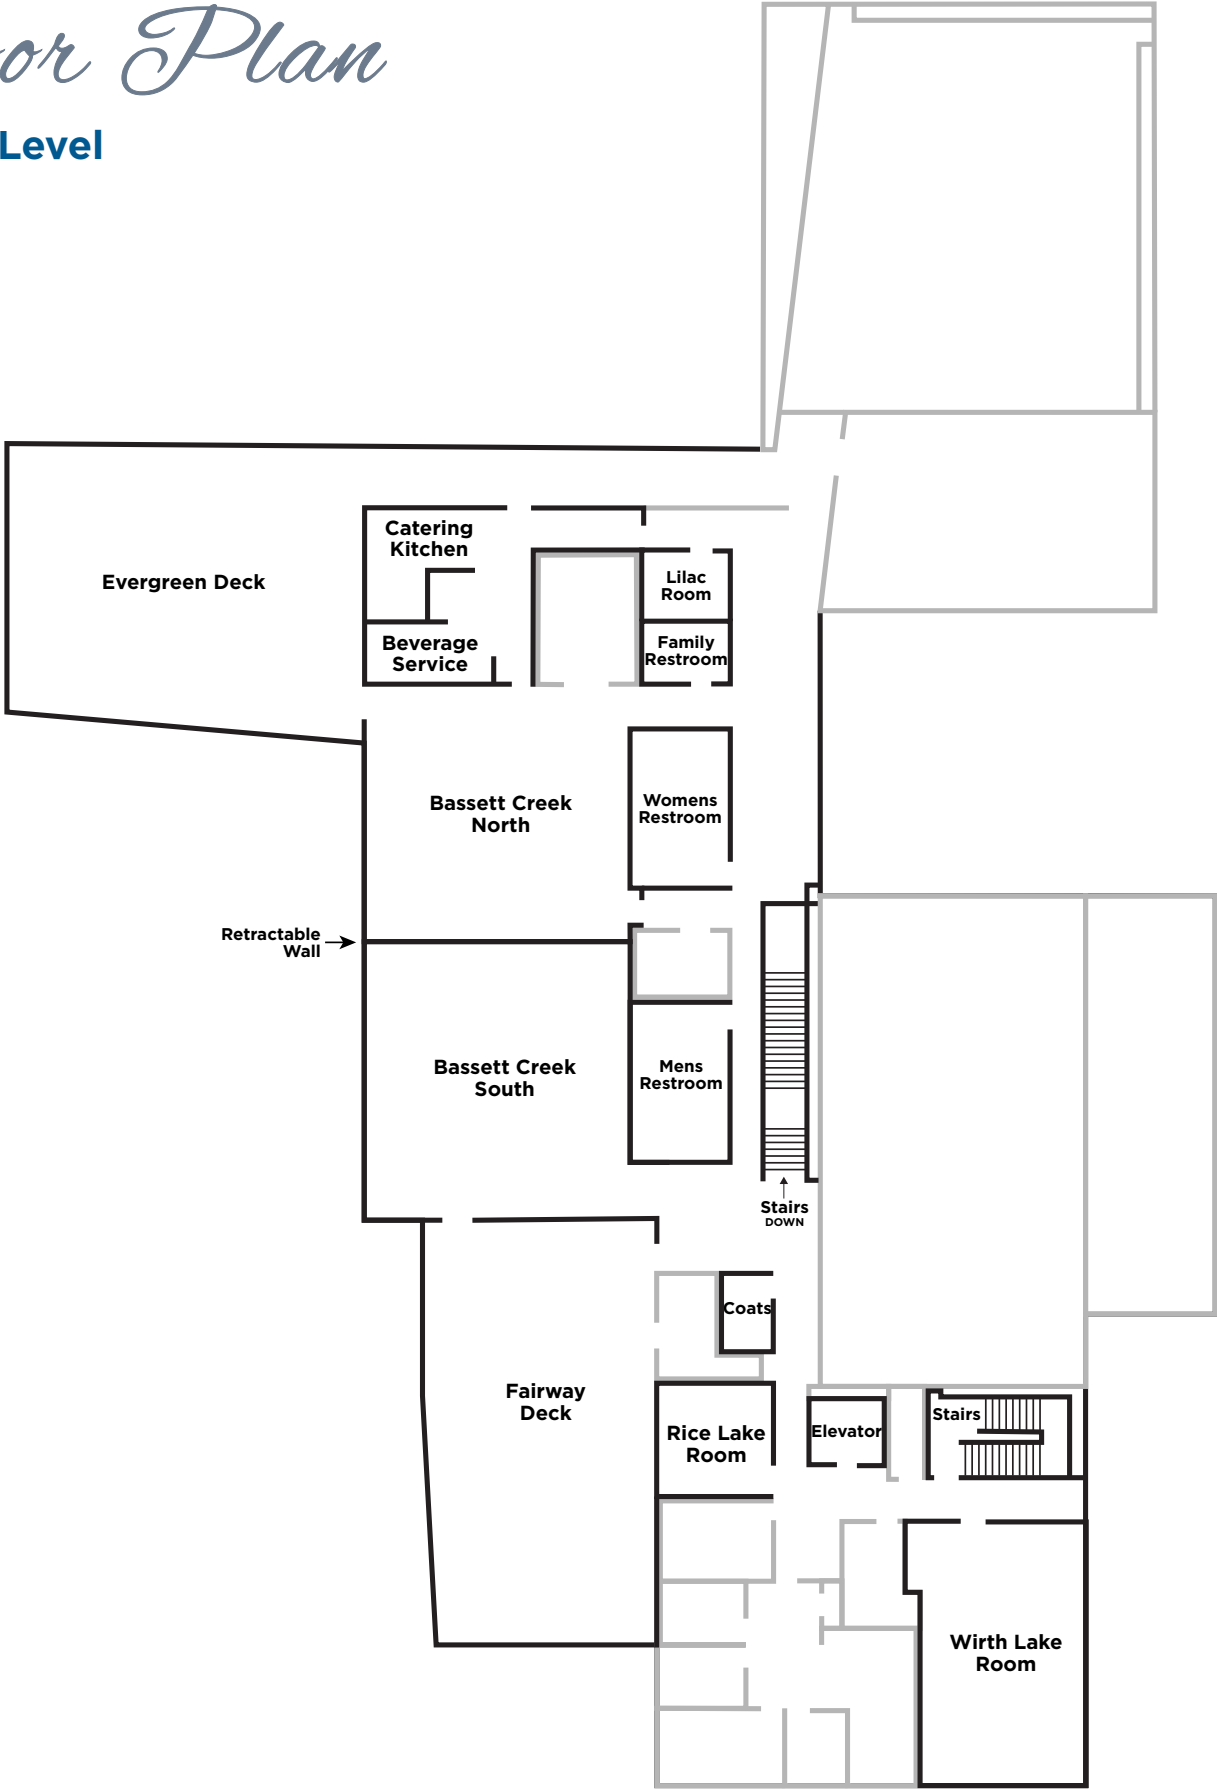 or Plan
Level
Catering
Kitchen
Evergreen Deck
Lilac
Room
Beverage
Service
Family
Restroom
Bassett Creek
North
Womens
Restroom
Retractable
Wall
Bassett Creek
South
Mens
Restroom
Stairs
DOWN
Coats
Fairway
Deck
Rice Lake
Room
Elevator
Stairs
Wirth Lake
Room